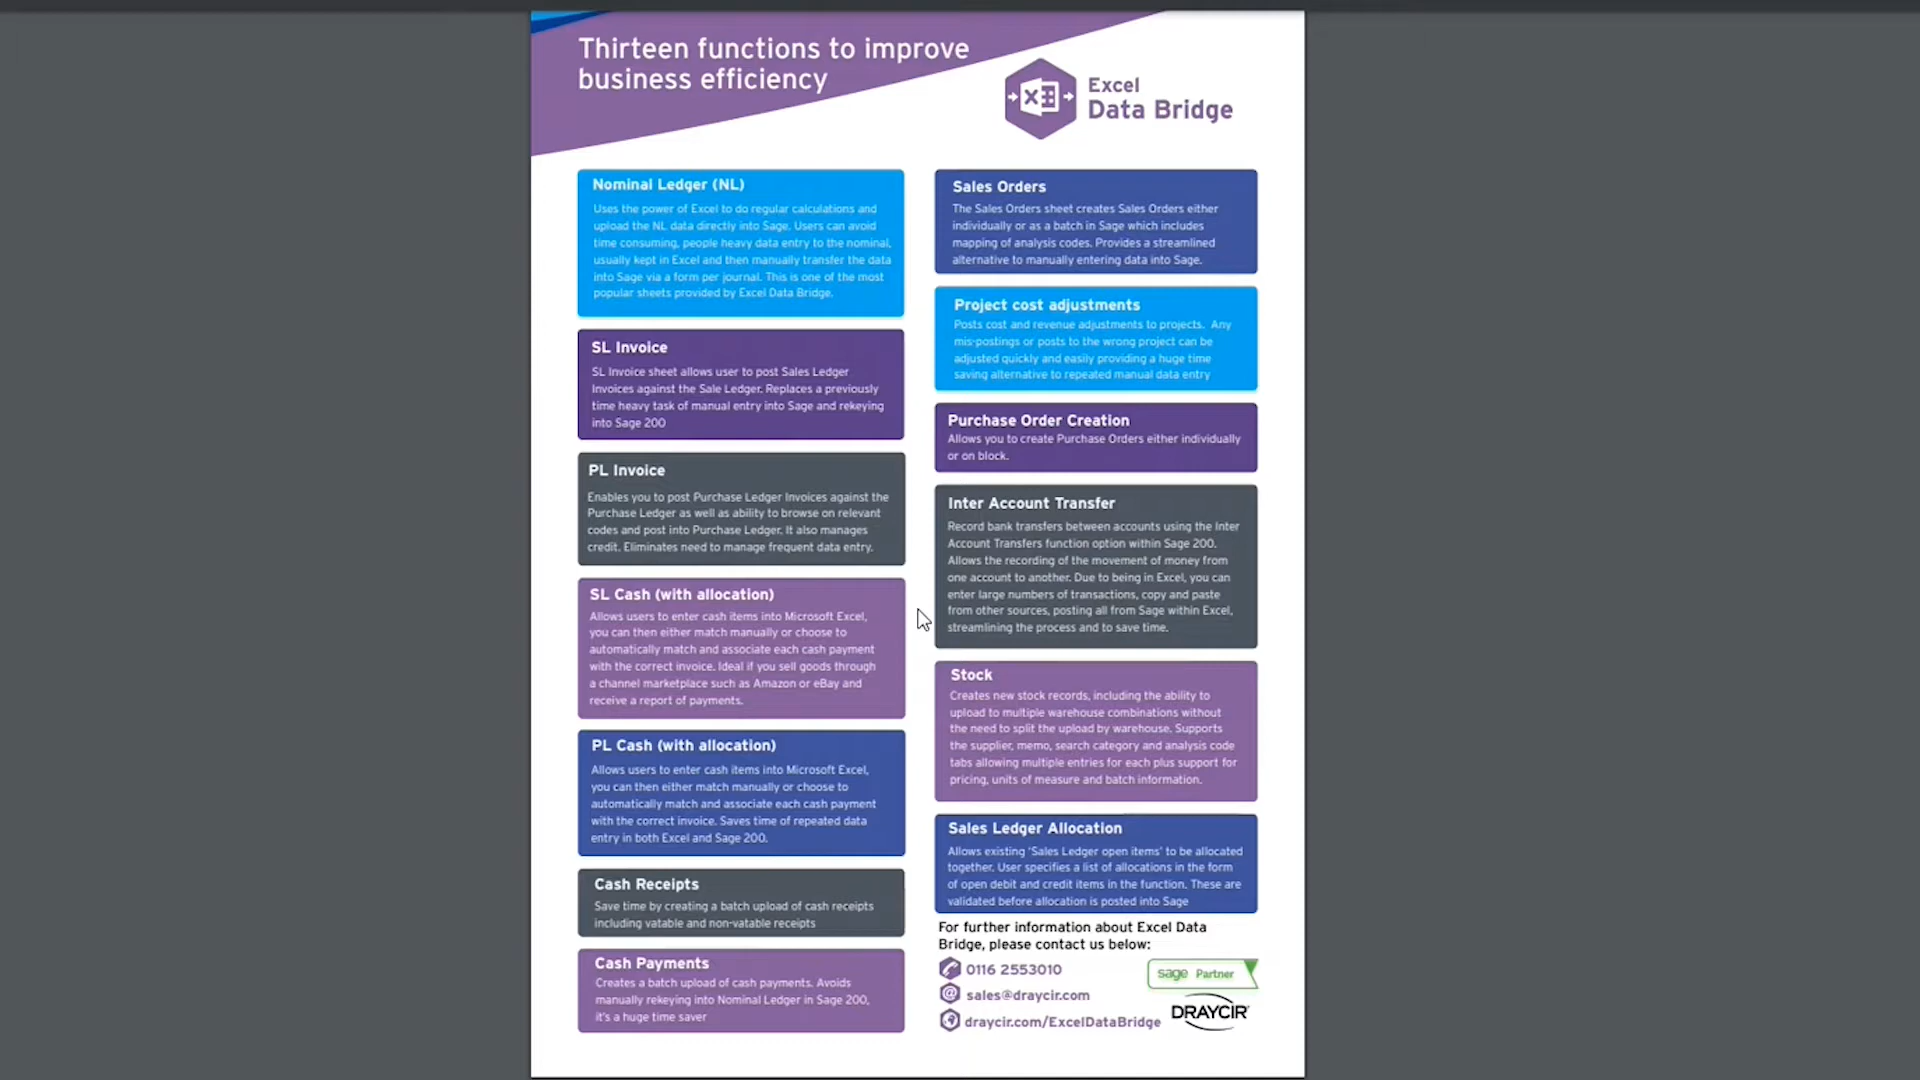 Thirteen functions to improve
business efficiency
Excel
Data Bridge
Nominal Ledger (NL)
Uses the power of Excel to do regular calculations and
upload the NL data directly into Sage. Users can avoid
time consuming, people heavy data entry to the nominal,
usually kept in Excel and then manually transfer the data
into Sage via a form per journal. This is one of the most
popular sheets provided by Excel Data Bridge.
SL Invoice
SL Invoice sheet allows user to post Sales Ledger
Invoices against the Sale Ledger. Replaces a previously
time heavy task of manual entry into Sage and rekeying
into Sage 200
PL Invoice
Enables you to post Purchase Ledger Invoices against the
Purchase Ledger as well as ability to browse on relevant
codes and post into Purchase Ledger. It also manages
credit. Eliminates need to manage frequent data entry.
SL Cash (with allocation)
Allows users to enter cash items into Microsoft Excel,
you can then either match manually or choose to
automatically match and associate each cash payment
with the correct invoice. Ideal if you sell goods through
a channel marketplace such as Amazon or eBay and
receive a report of payments.
PL Cash (with allocation)
Allows users to enter cash items into Microsoft Excel,
you can then either match manually or choose to
automatically match and associate each cash payment
with the correct invoice. Saves time of repeated data
entry in both Excel and Sage 200.
Cash Receipts
Save time by creating a batch upload of cash receipts
including vatable and non-vatable receipts
Cash Payments
Creates a batch upload of cash payments. Avoids
manually rekeying into Nominal Ledger in Sage 200,
it's a huge time saver
Sales Orders
The Sales Orders sheet creates Sales Orders either
individually or as a batch in Sage which includes
mapping of analysis codes. Provides a streamlined
alternative to manually entering data into Sage.
Project cost adjustments
Posts cost and revenue adjustments to projects. Any
mis-postings or posts to the wrong project can be
adjusted quickly and easily providing a huge time
saving alternative to repeated manual data entry
Purchase Order Creation
Allows you to create Purchase Orders either individually
or on block.
Inter Account Transfer
Record bank transfers between accounts using the Inter
Account Transfers function option within Sage 200.
Allows the recording of the movement of money from
one account to another. Due to being in Excel, you can
enter large numbers of transactions, copy and paste
from other sources, posting all from Sage within Excel,
streamlining the process and to save time.
Stock
Creates new stock records, including the ability to
upload to multiple warehouse combinations without
the need to split the upload by warehouse. Supports
the supplier, memo, search category and analysis code
tabs allowing multiple entries for each plus support for
pricing, units of measure and batch information.
Sales Ledger Allocation
Allows existing 'Sales Ledger open items' to be allocated
together. User specifies a list of allocations in the form
of open debit and credit items in the function. These are
validated before allocation is posted into Sage
For further information about Excel Data
Bridge, please contact us below:
0116 2553010
sales@draycir.com
draycir.com/ExcelDataBridge
sage Partner
DRAYCIR